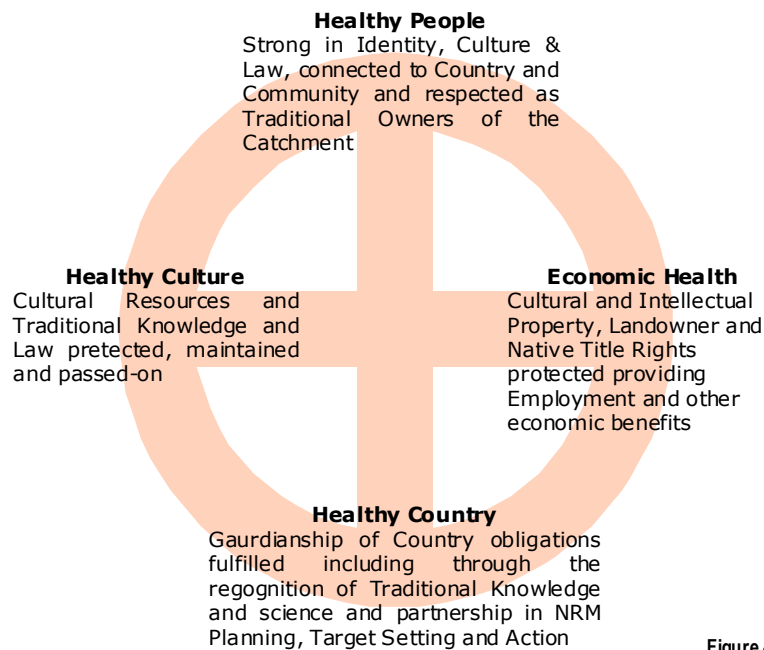 Healthy People
Strong in Identity, Culture &
Law, connected to Country and
Community and respected as
Traditional Owners of the
Catchment
Healthy Culture
Cultural Resources and
Traditional Knowledge and
Law pretected, maintained
and passed-on
Economic Health
Cultural and Intellectual
Property, Landowner and
Native Title Rights
protected providing
Employment and other
economic benefits
Healthy Country
Gaurdianship of Country obligations
fulfilled including through the
regognition of Traditional Knowledge
and science and partnership in NRM
Planning, Target Setting and Action
Figure